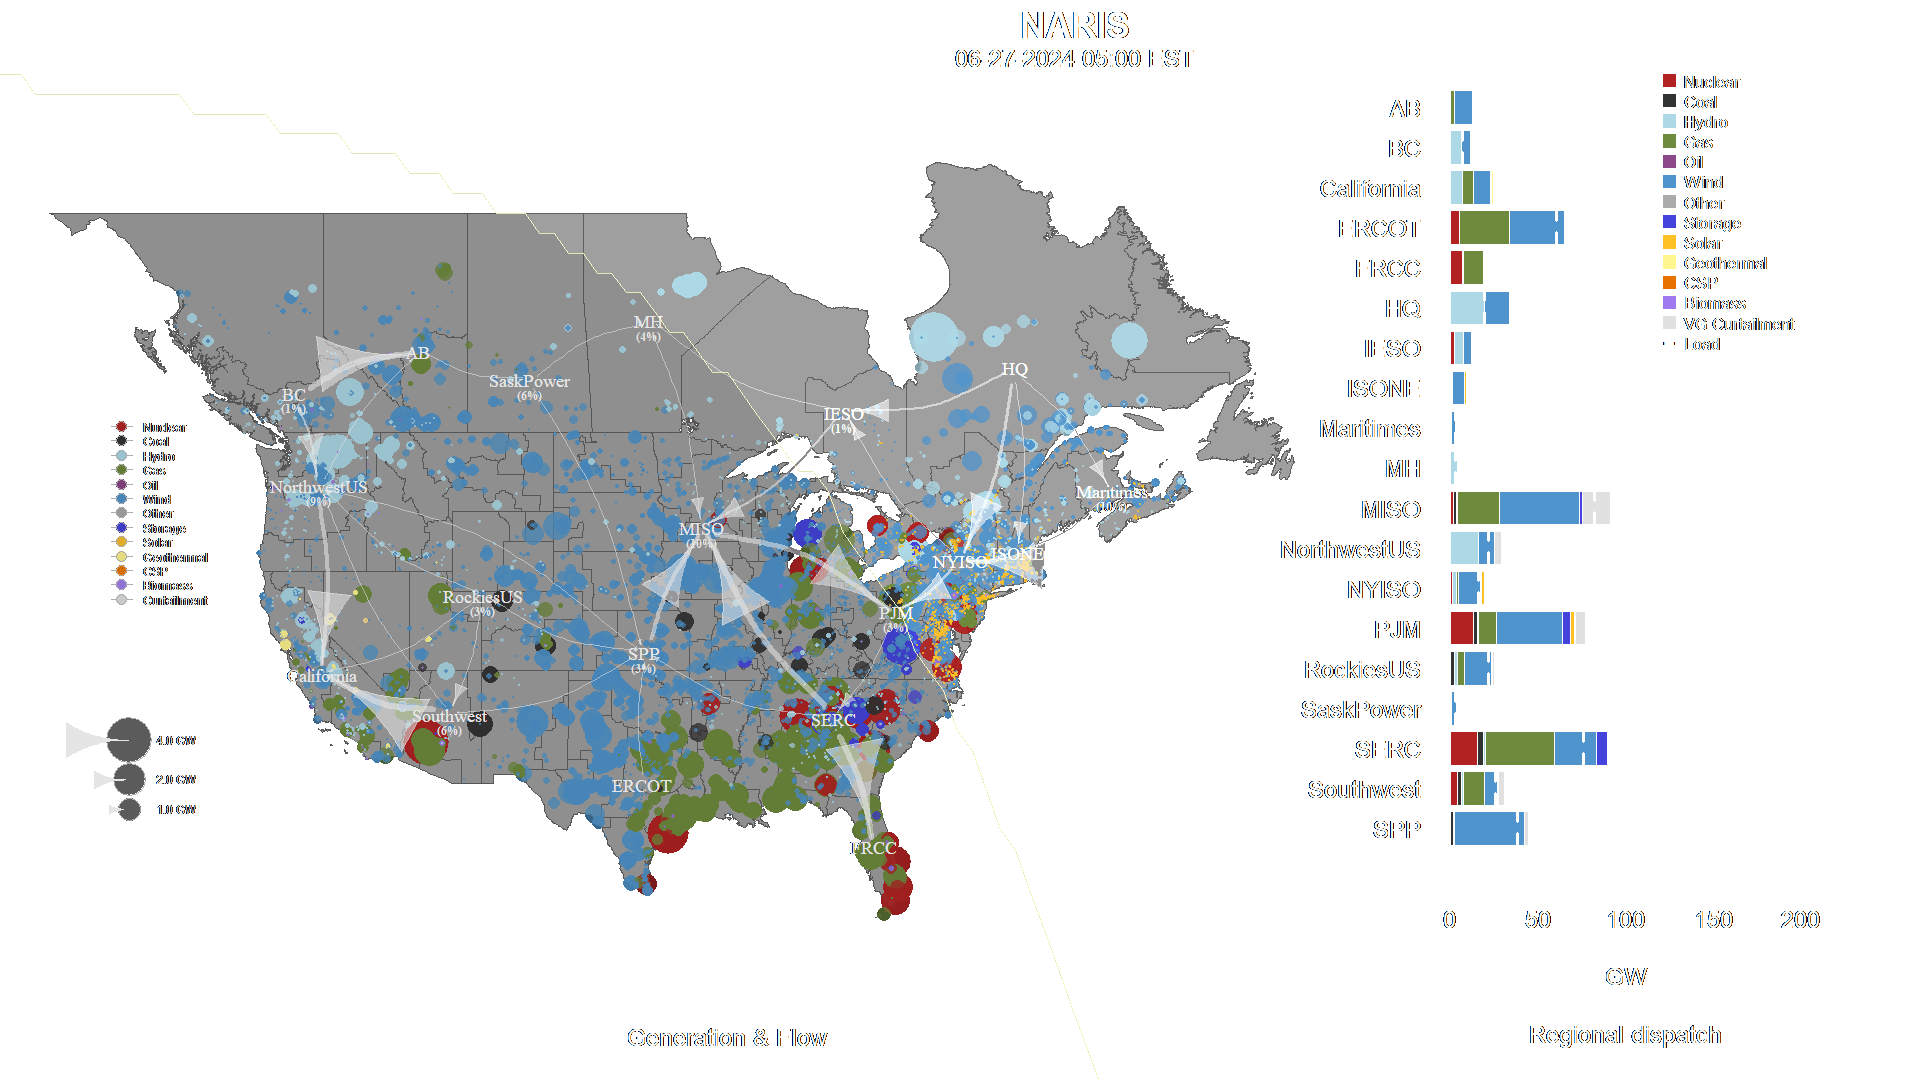 NARIS
06-27-2024 05:00 EST
AB
BC
California
ERCOT
FRCC
HQ
IESO
ISONE
Maritimes
MH
MISO
NorthwestUS
NYISO
PJM
RockiesUS
SaskPower
SERC
Southwest
SPP
0 50 100 150 200
GW
Regional dispatch
Nuclear
Coal
Hydro
Gas
Oil
Wind
Other
Storage
Solar
Geothermal
CSP
Biomass
VG Curtailment
Load
MH
(4%)
AB
SaskPower
(6%)
BC
(1%)
HQ
IESO
(1%)
NorthwestUS
(9%)
Maritimes
MISO
(10%)
NYISO
ISONE
RockiesUS
(3%)
PJM
(3%)
SPP
(3%)
California
Southwest
(6%)
SERC
ERCOT
FRCC
Nuclear
Coal
Hydro
Gas
Oil
Wind
Other
Storage
Solar
Geothermal
CSP
Biomass
Curtailment
4.0 GW
2.0 GW
1.0 GW
Generation & Flow